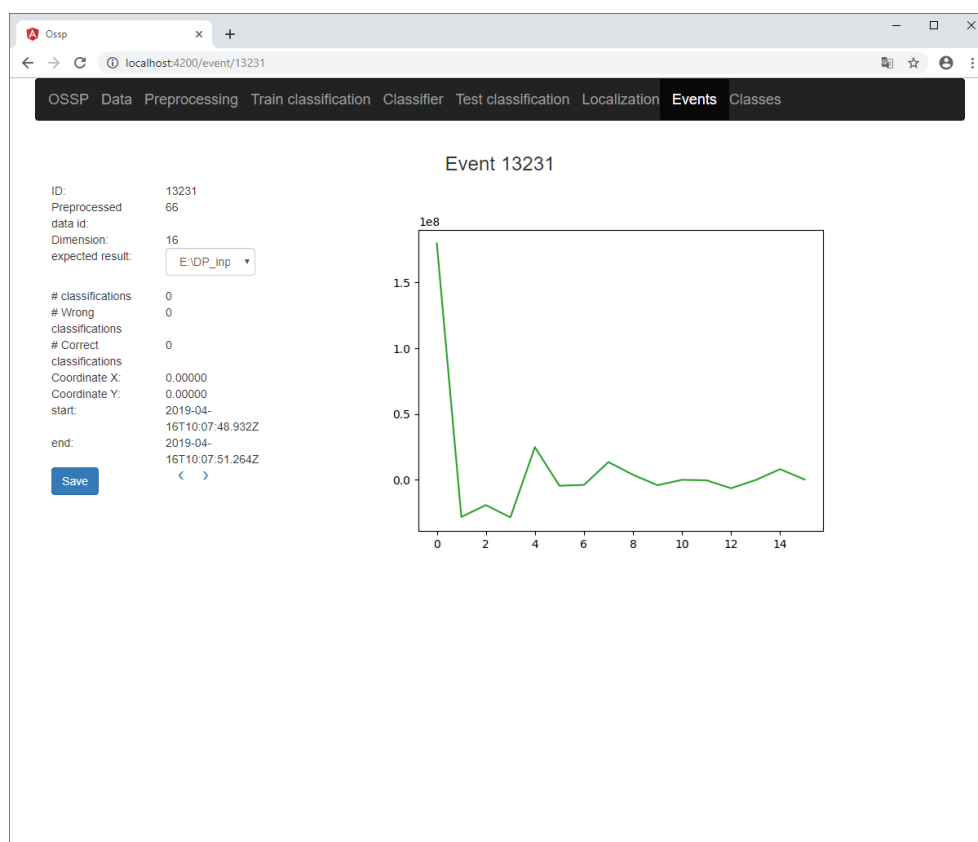 Ossp
localhost:4200/event/13231
OSSP Data Preprocessing Train classification Classifier Test classification Localization Events Classes
Event 13231
ID: 13231
Preprocessed 66
data id:
Dimension: 16
expected result: E:\DP_inp
# classifications 0
# Wrong 0
classifications
# Correct 0
classifications
Coordinate X: 0.00000
Coordinate Y: 0.00000
start: 2019-04-
16T10:07:48.932Z
end: 2019-04-
16T10:07:51.264Z
Save
1e8
1.5
1.0
0.5
0.0
0 2 4 6 8 10 12 14